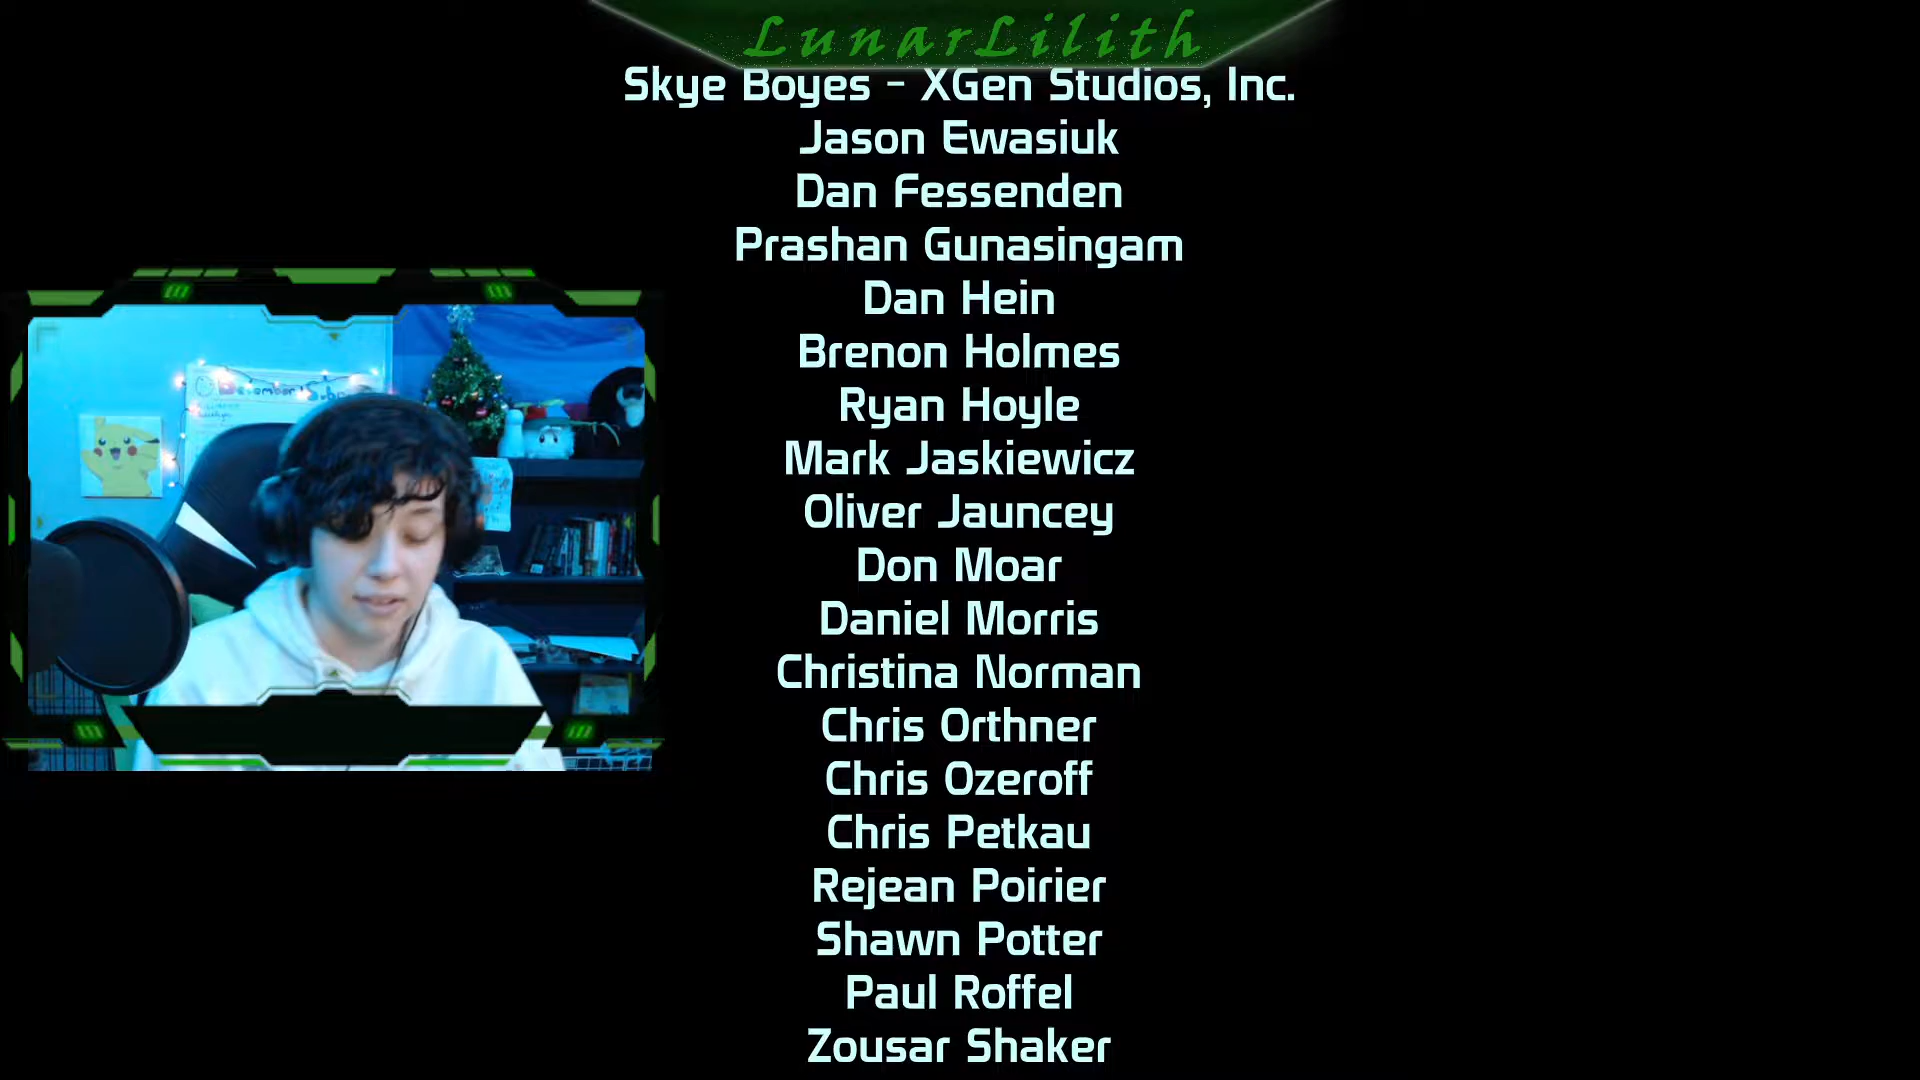 LunarLilith
Skye Boyes - XGen Studios, Inc.
Jason Ewasiuk
Dan Fessenden
Prashan Gunasingam
Dan Hein
Brenon Holmes
Ryan Hoyle
Mark Jaskiewicz
Oliver Jauncey
Don Moar
Daniel Morris
Christina Norman
Chris Orthner
Chris Ozeroff
Chris Petkau
Rejean Poirier
Shawn Potter
Paul Roffel
Zousar Shaker
December